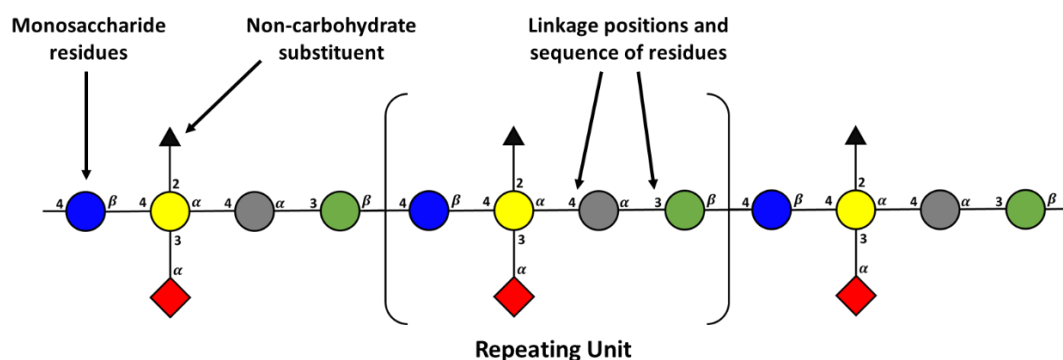 Monosaccharide
residues
Non-carbohydrate
substituent
Linkage positions and
sequence of residues
2 2 2
4 β 4 α 4 α 3 β 4 β 4 α 4 α 3 β 4 β 4 α 4 α 3 β
3 3 3
α α α
Repeating Unit